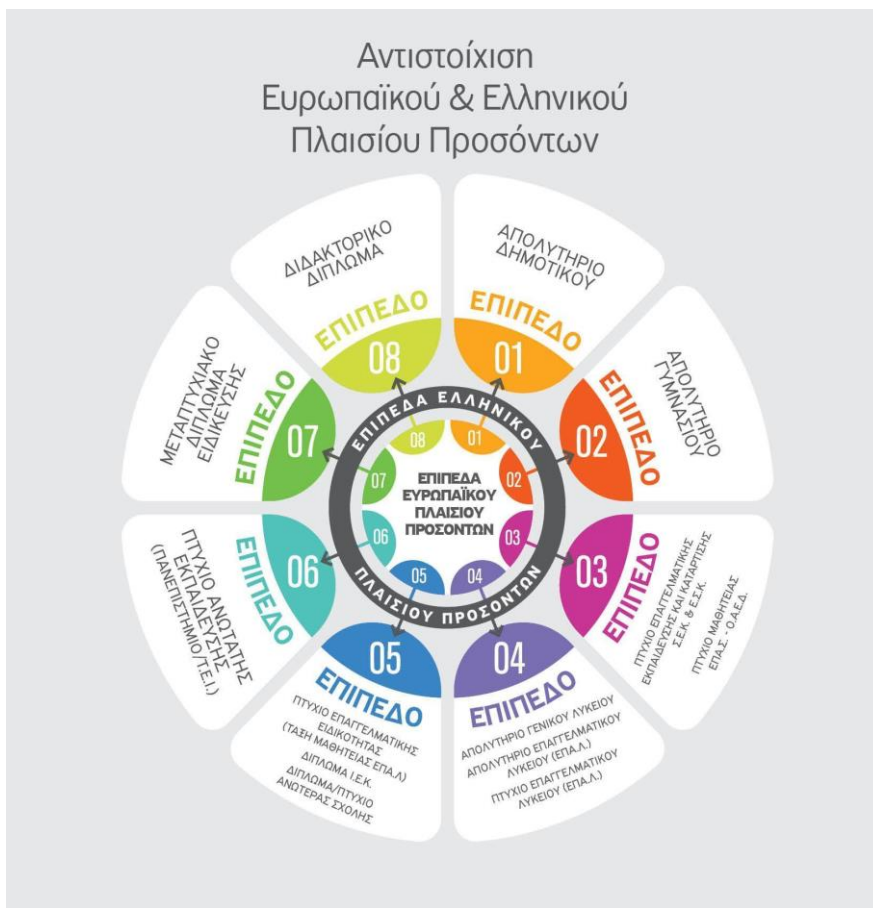 Αντιστοίχιση
Ευρωπαϊκού & Ελληνικού
Πλαισίου Προσόντων
ΑΠΟΛΥΤΗΡΙΟ
ΔΗΜΟΤΙΚΟΥ
ΕΠΙΠΕΔΟ
01
ΑΠΟΛΥΤΗΡΙΟ
ΓΥΜΝΑΣΙΟΥ
ΕΠΙΠΕΔΟ
02
ΠΤΥΧΙΟ ΕΠΑΓΓΕΛΜΑΤΙΚΗΣ
ΕΚΠΑΙΔΕΥΣΗΣ ΚΑΙ ΚΑΤΑΡΤΙΣΗΣ
Σ.Ε.Κ. & Ε.Σ.Κ.
ΠΤΥΧΙΟ ΜΑΘΗΤΕΙΑΣ
ΕΠΑ.Σ. - Ο.Α.Ε.Δ.
ΕΠΙΠΕΔΟ
03
04
ΕΠΙΠΕΔΟ
ΑΠΟΛΥΤΗΡΙΟ ΓΕΝΙΚΟΥ ΛΥΚΕΙΟΥ
ΑΠΟΛΥΤΗΡΙΟ ΕΠΑΓΓΕΛΜΑΤΙΚΟΥ
ΛΥΚΕΙΟΥ (ΕΠΑ.Λ.)
ΠΤΥΧΙΟ ΕΠΑΓΓΕΛΜΑΤΙΚΟΥ
ΛΥΚΕΙΟΥ (ΕΠΑ.Λ.)
05
ΕΠΙΠΕΔΟ
ΠΤΥΧΙΟ ΕΠΑΓΓΕΛΜΑΤΙΚΗΣ
ΕΙΔΙΚΟΤΗΤΑΣ
(ΤΑΞΗ ΜΑΘΗΤΕΙΑΣ ΕΠΑ.Λ)
ΔΙΠΛΩΜΑ Ι.Ε.Κ.
ΔΙΠΛΩΜΑ/ΠΤΥΧΙΟ
ΑΝΩΤΕΡΑΣ ΣΧΟΛΗΣ
06
ΕΠΙΠΕΔΟ
ΠΤΥΧΙΟ ΑΝΩΤΑΤΗΣ
ΕΚΠΑΙΔΕΥΣΗΣ
(ΠΑΝΕΠΙΣΤΗΜΙΟ/Τ.Ε.Ι.)
ΜΕΤΑΠΤΥΧΙΑΚΟ
ΔΙΠΛΩΜΑ
ΕΙΔΙΚΕΥΣΗΣ
ΕΠΙΠΕΔΟ
07
ΔΙΔΑΚΤΟΡΙΚΟ
ΔΙΠΛΩΜΑ
ΕΠΙΠΕΔΟ
08
ΕΠΙΠΕΔΑ ΕΛΛΗΝΙΚΟΥ
ΠΛΑΙΣΙΟΥ ΠΡΟΣΟΝΤΩΝ
01
02
03
04
05
06
07
08
ΕΠΙΠΕΔΑ
ΕΥΡΩΠΑΪΚΟΥ
ΠΛΑΙΣΙΟΥ
ΠΡΟΣΟΝΤΩΝ